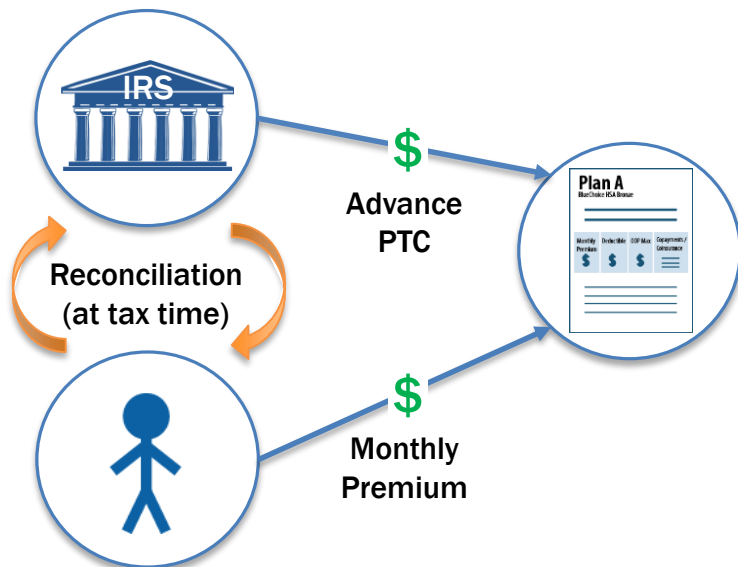 IRS
$
Advance
PTC
Plan A
BlueChoice HSA Bronze
Monthly Premium Deductible OOP Max Copayments / Coinsurance
$ $ $
Reconciliation
(at tax time)
$
Monthly
Premium